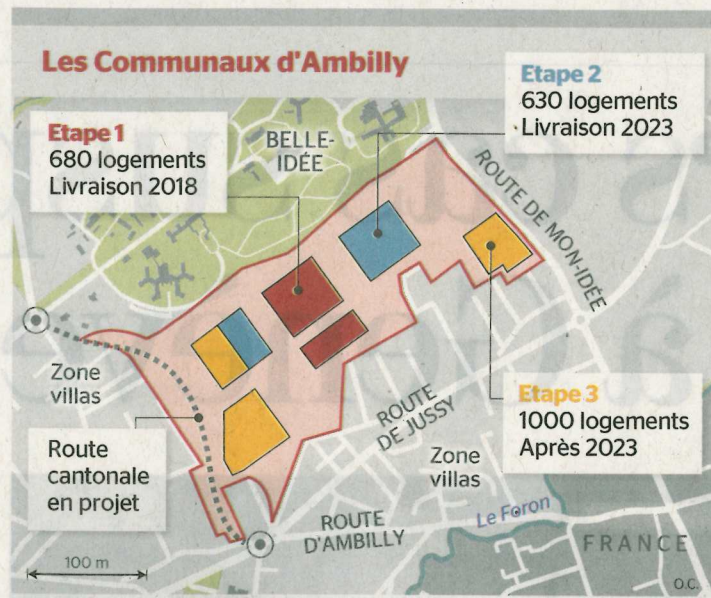 Les Communaux d'Ambilly
Etape 1
680 logements
Livraison 2018
BELLE-
IDÉE
Etape 2
630 logements
Livraison 2023
ROUTE DE MON-IDÉE
Zone
villas
Route
cantonale
en projet
ROUTE
DE JUSSY
Zone
villas
Etape 3
1000 logements
Après 2023
ROUTE
D'AMBILLY
Le Foron
FRANCE
100 m
O.C.